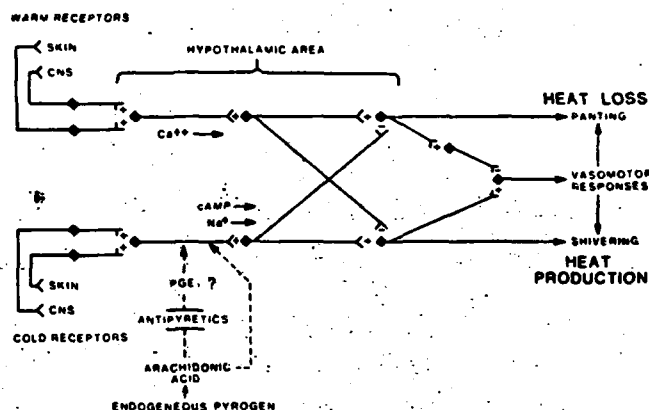 WARM RECEPTORS
SKIN
CNS
HYPOTHALAMIC AREA
Ca++
HEAT LOSS
PANTING
VASOMOTOR
RESPONSES
cAMP
Na+
SHIVERING
HEAT
PRODUCTION
SKIN
CNS
COLD RECEPTORS
PGE, ?
ANTIPYRETICS
ARACHIDONIC
ACID
ENDOGENEOUS PYROGEN